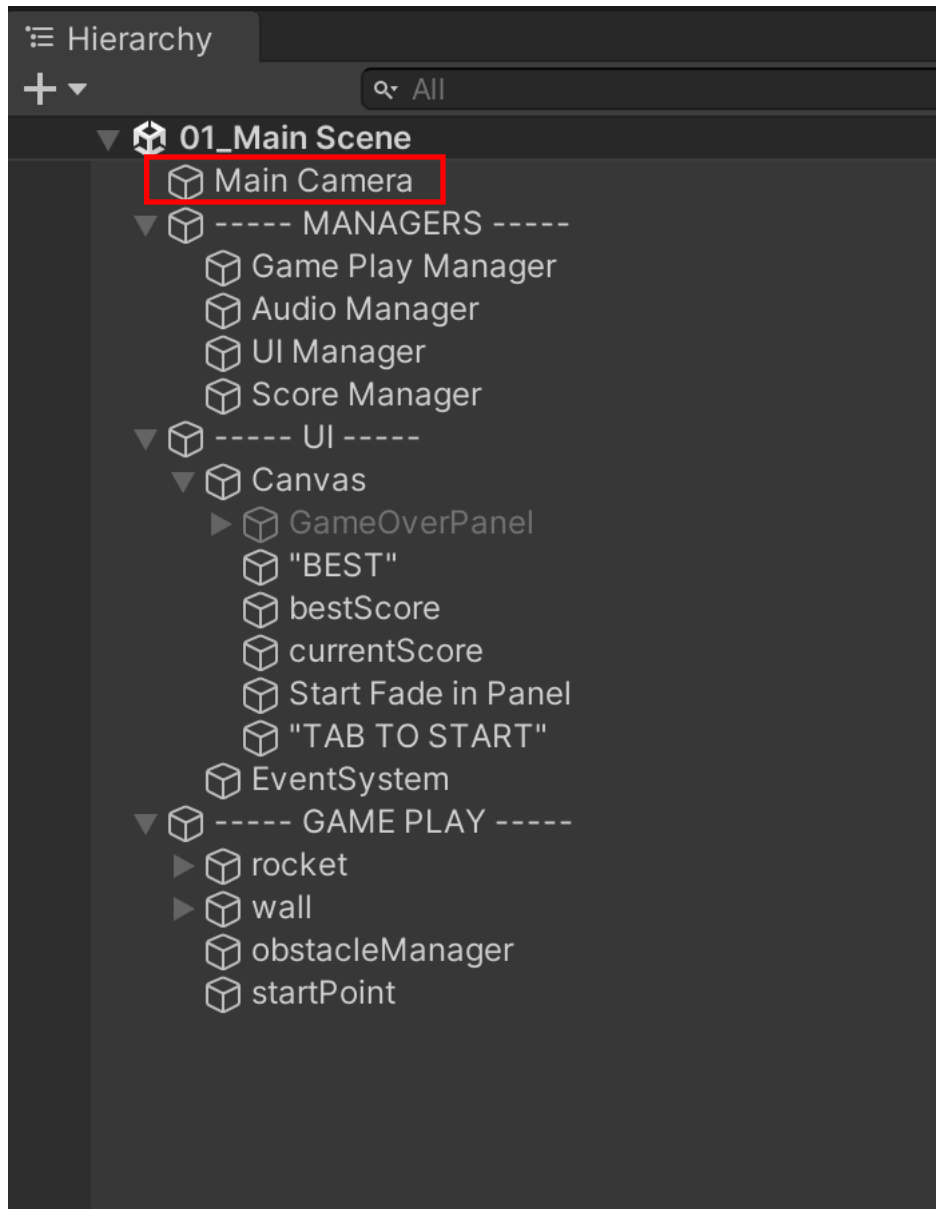 Hierarchy
All
01_Main Scene
Main Camera
----- MANAGERS -----
Game Play Manager
Audio Manager
UI Manager
Score Manager
----- UI -----
Canvas
GameOverPanel
"BEST"
bestScore
currentScore
Start Fade in Panel
"TAB TO START"
EventSystem
----- GAME PLAY -----
rocket
wall
obstacleManager
startPoint